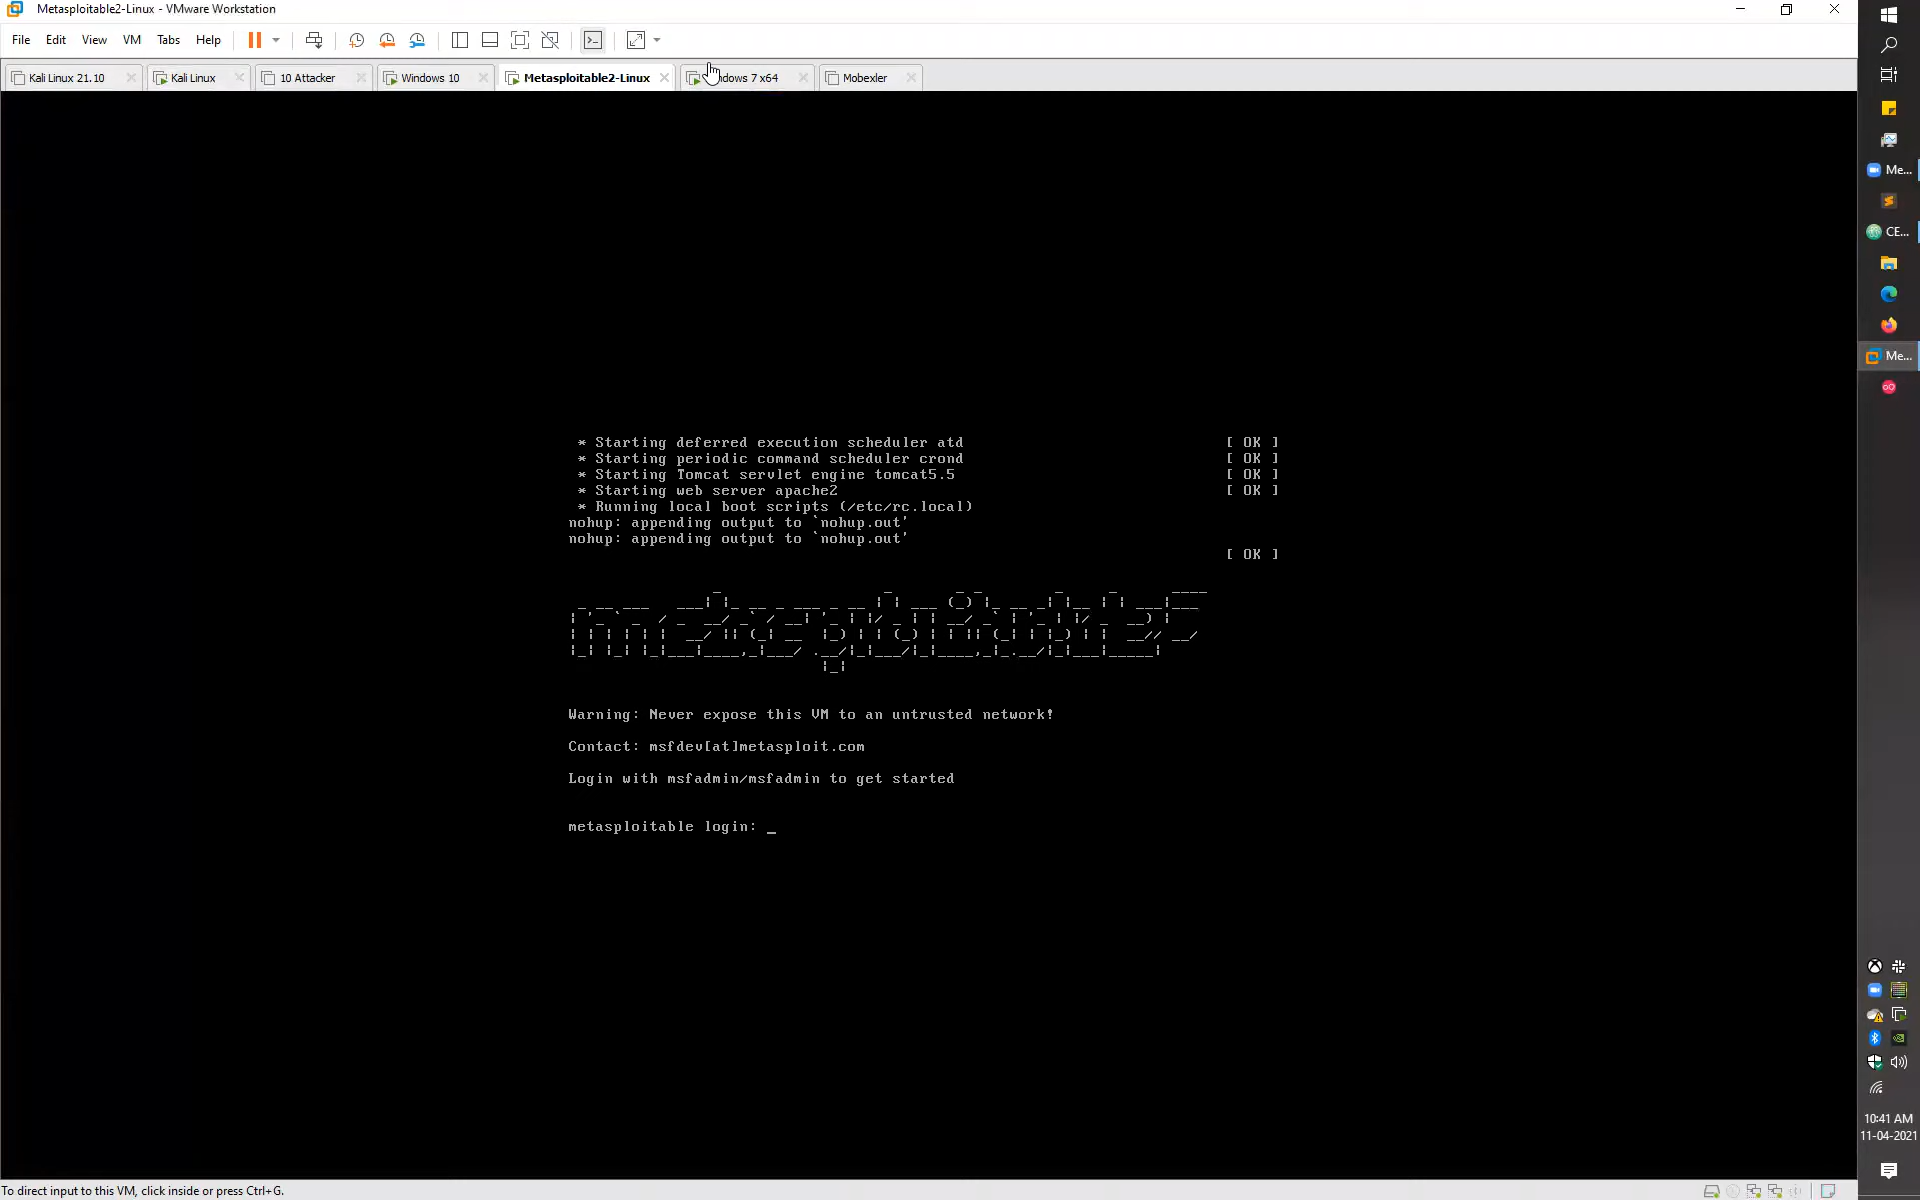 Metasploitable2-Linux - VMware Workstation
File Edit View VM Tabs Help
Kali Linux 21.10 Kali Linux 10 Attacker Windows 10 Metasploitable2-Linux dows 7 x64 Mobexler
* Starting deferred execution scheduler atd [ OK ]
* Starting periodic command scheduler crond [ OK ]
* Starting Tomcat servlet engine tomcat5.5 [ OK ]
* Starting web server apache2 [ OK ]
* Running local boot scripts (/etc/rc.local)
nohup: appending output to `nohup.out'
nohup: appending output to `nohup.out'
[ OK ]
metasploitable2
Warning: Never expose this VM to an untrusted network!
Contact: msfdev[at]metasploit.com
Login with msfadmin/msfadmin to get started
metasploitable login: _
Me...
CE...
Me...
10:41 AM
11-04-2021
To direct input to this VM, click inside or press Ctrl+G.